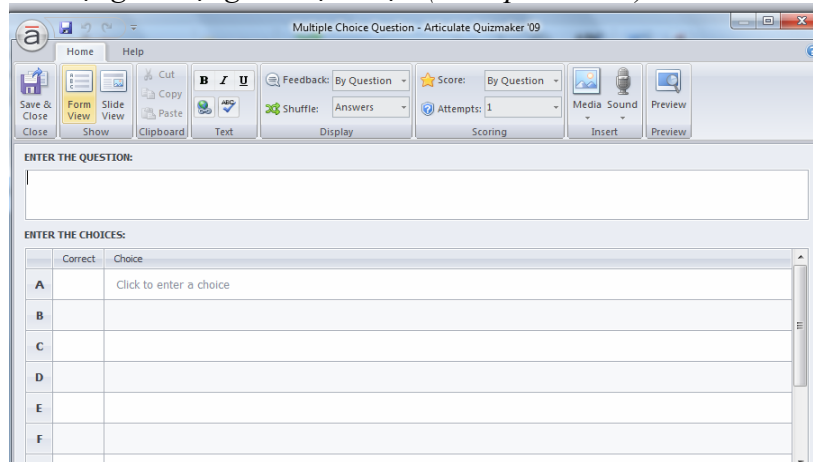 Multiple Choice Question - Articulate Quizmaker '09
Home Help
Save & Close
Form View
Slide View
Cut
Copy
Paste
B I U
ABC
Feedback: By Question
Shuffle: Answers
Score: By Question
Attempts: 1
Media Sound
Preview
Close Show Clipboard Text Display Scoring Insert Preview
ENTER THE QUESTION:
ENTER THE CHOICES:
Correct Choice
A Click to enter a choice
B
C
D
E
F